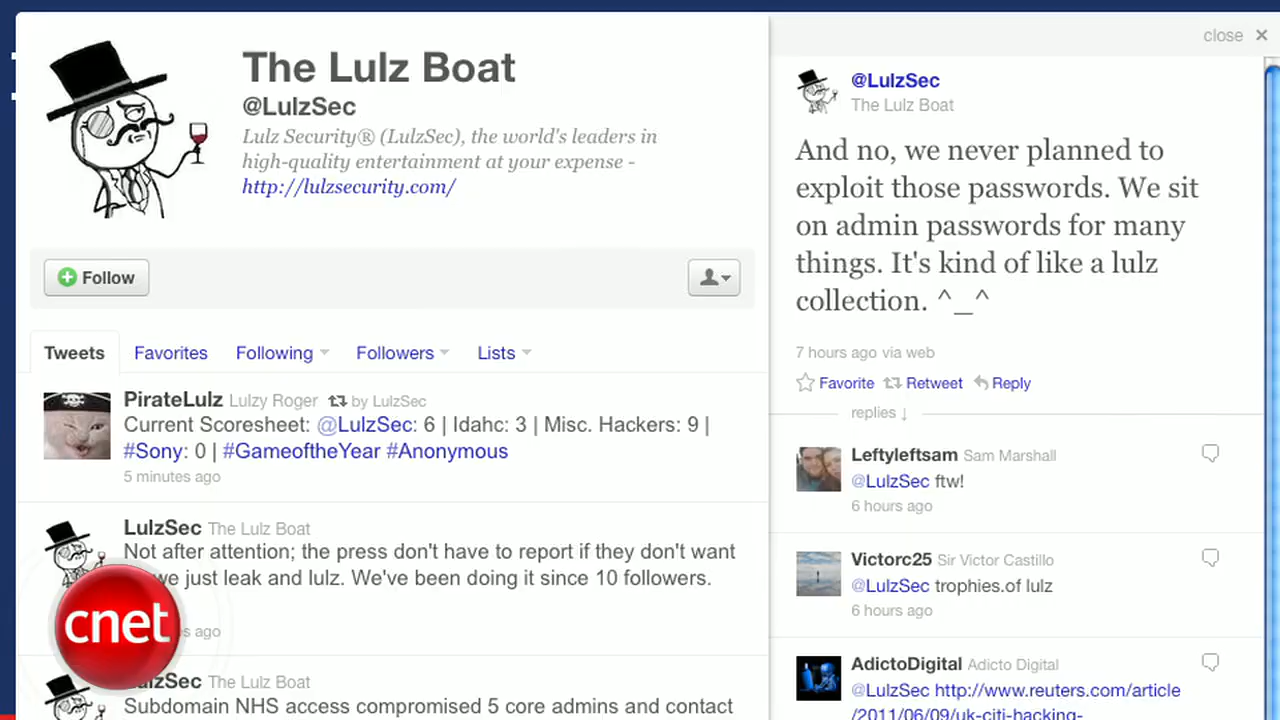 The Lulz Boat
@LulzSec
Lulz Security® (LulzSec), the world's leaders in
high-quality entertainment at your expense -
http://lulzsecurity.com/
Follow
Tweets Favorites Following Followers Lists
PirateLulz Lulzy Roger by LulzSec
Current Scoresheet: @LulzSec: 6 | Idahc: 3 | Misc. Hackers: 9 |
#Sony: 0 | #GameoftheYear #Anonymous
5 minutes ago
LulzSec The Lulz Boat
Not after attention; the press don't have to report if they don't want
we just leak and lulz. We've been doing it since 10 followers.
ago
cnet
LulzSec The Lulz Boat
Subdomain NHS access compromised 5 core admins and contact
close ×
@LulzSec
The Lulz Boat
And no, we never planned to
exploit those passwords. We sit
on admin passwords for many
things. It's kind of like a lulz
collection. ^_^
7 hours ago via web
Favorite Retweet Reply
replies ↓
Leftyleftsam Sam Marshall
@LulzSec ftw!
6 hours ago
Victorc25 Sir Victor Castillo
@LulzSec trophies.of lulz
6 hours ago
AdictoDigital Adicto Digital
@LulzSec http://www.reuters.com/article
/2011/06/09/uk-citi-hacking-